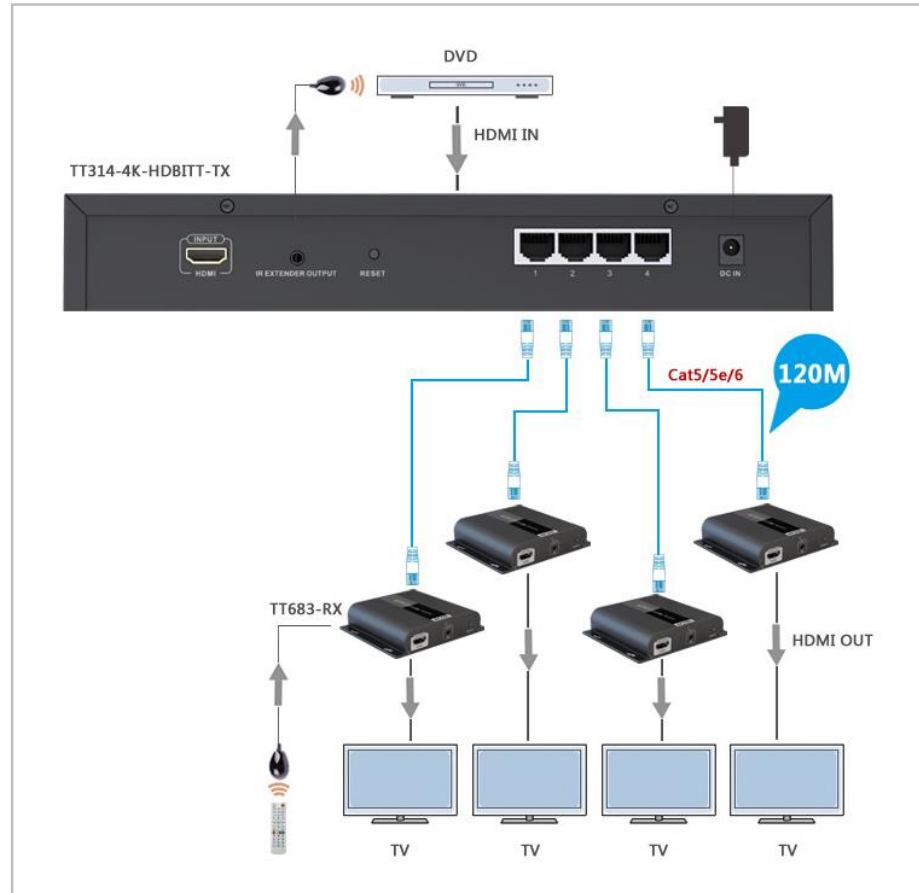 DVD
HDMI IN
TT314-4K-HDBITT-TX
INPUT
HDMI
IR EXTENDER OUTPUT
RESET
1 2 3 4
DC IN
Cat5/5e/6
120M
TT683-RX
HDMI OUT
TV TV TV TV